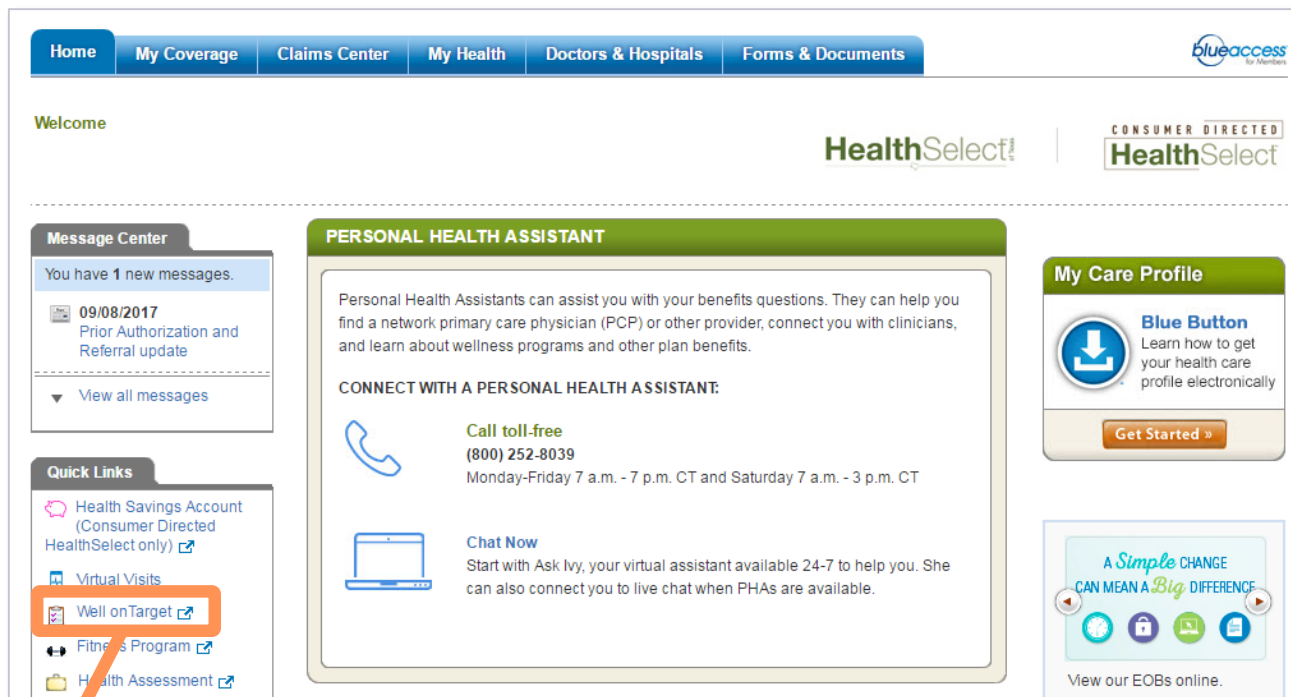 Home
My Coverage
Claims Center
My Health
Doctors & Hospitals
Forms & Documents
blueaccess
for Members
Welcome
HealthSelect
CONSUMER DIRECTED
HealthSelect
Message Center
You have 1 new messages.
09/08/2017
Prior Authorization and
Referral update
View all messages
Quick Links
Health Savings Account
(Consumer Directed
HealthSelect only)
Virtual Visits
Well onTarget
Fitness Program
Health Assessment
PERSONAL HEALTH ASSISTANT
Personal Health Assistants can assist you with your benefits questions. They can help you
find a network primary care physician (PCP) or other provider, connect you with clinicians,
and learn about wellness programs and other plan benefits.
CONNECT WITH A PERSONAL HEALTH ASSISTANT:
Call toll-free
(800) 252-8039
Monday-Friday 7 a.m. - 7 p.m. CT and Saturday 7 a.m. - 3 p.m. CT
Chat Now
Start with Ask Ivy, your virtual assistant available 24-7 to help you. She
can also connect you to live chat when PHAs are available.
My Care Profile
Blue Button
Learn how to get
your health care
profile electronically
Get Started »
A Simple CHANGE
CAN MEAN A Big DIFFERENCE
View our EOBs online.